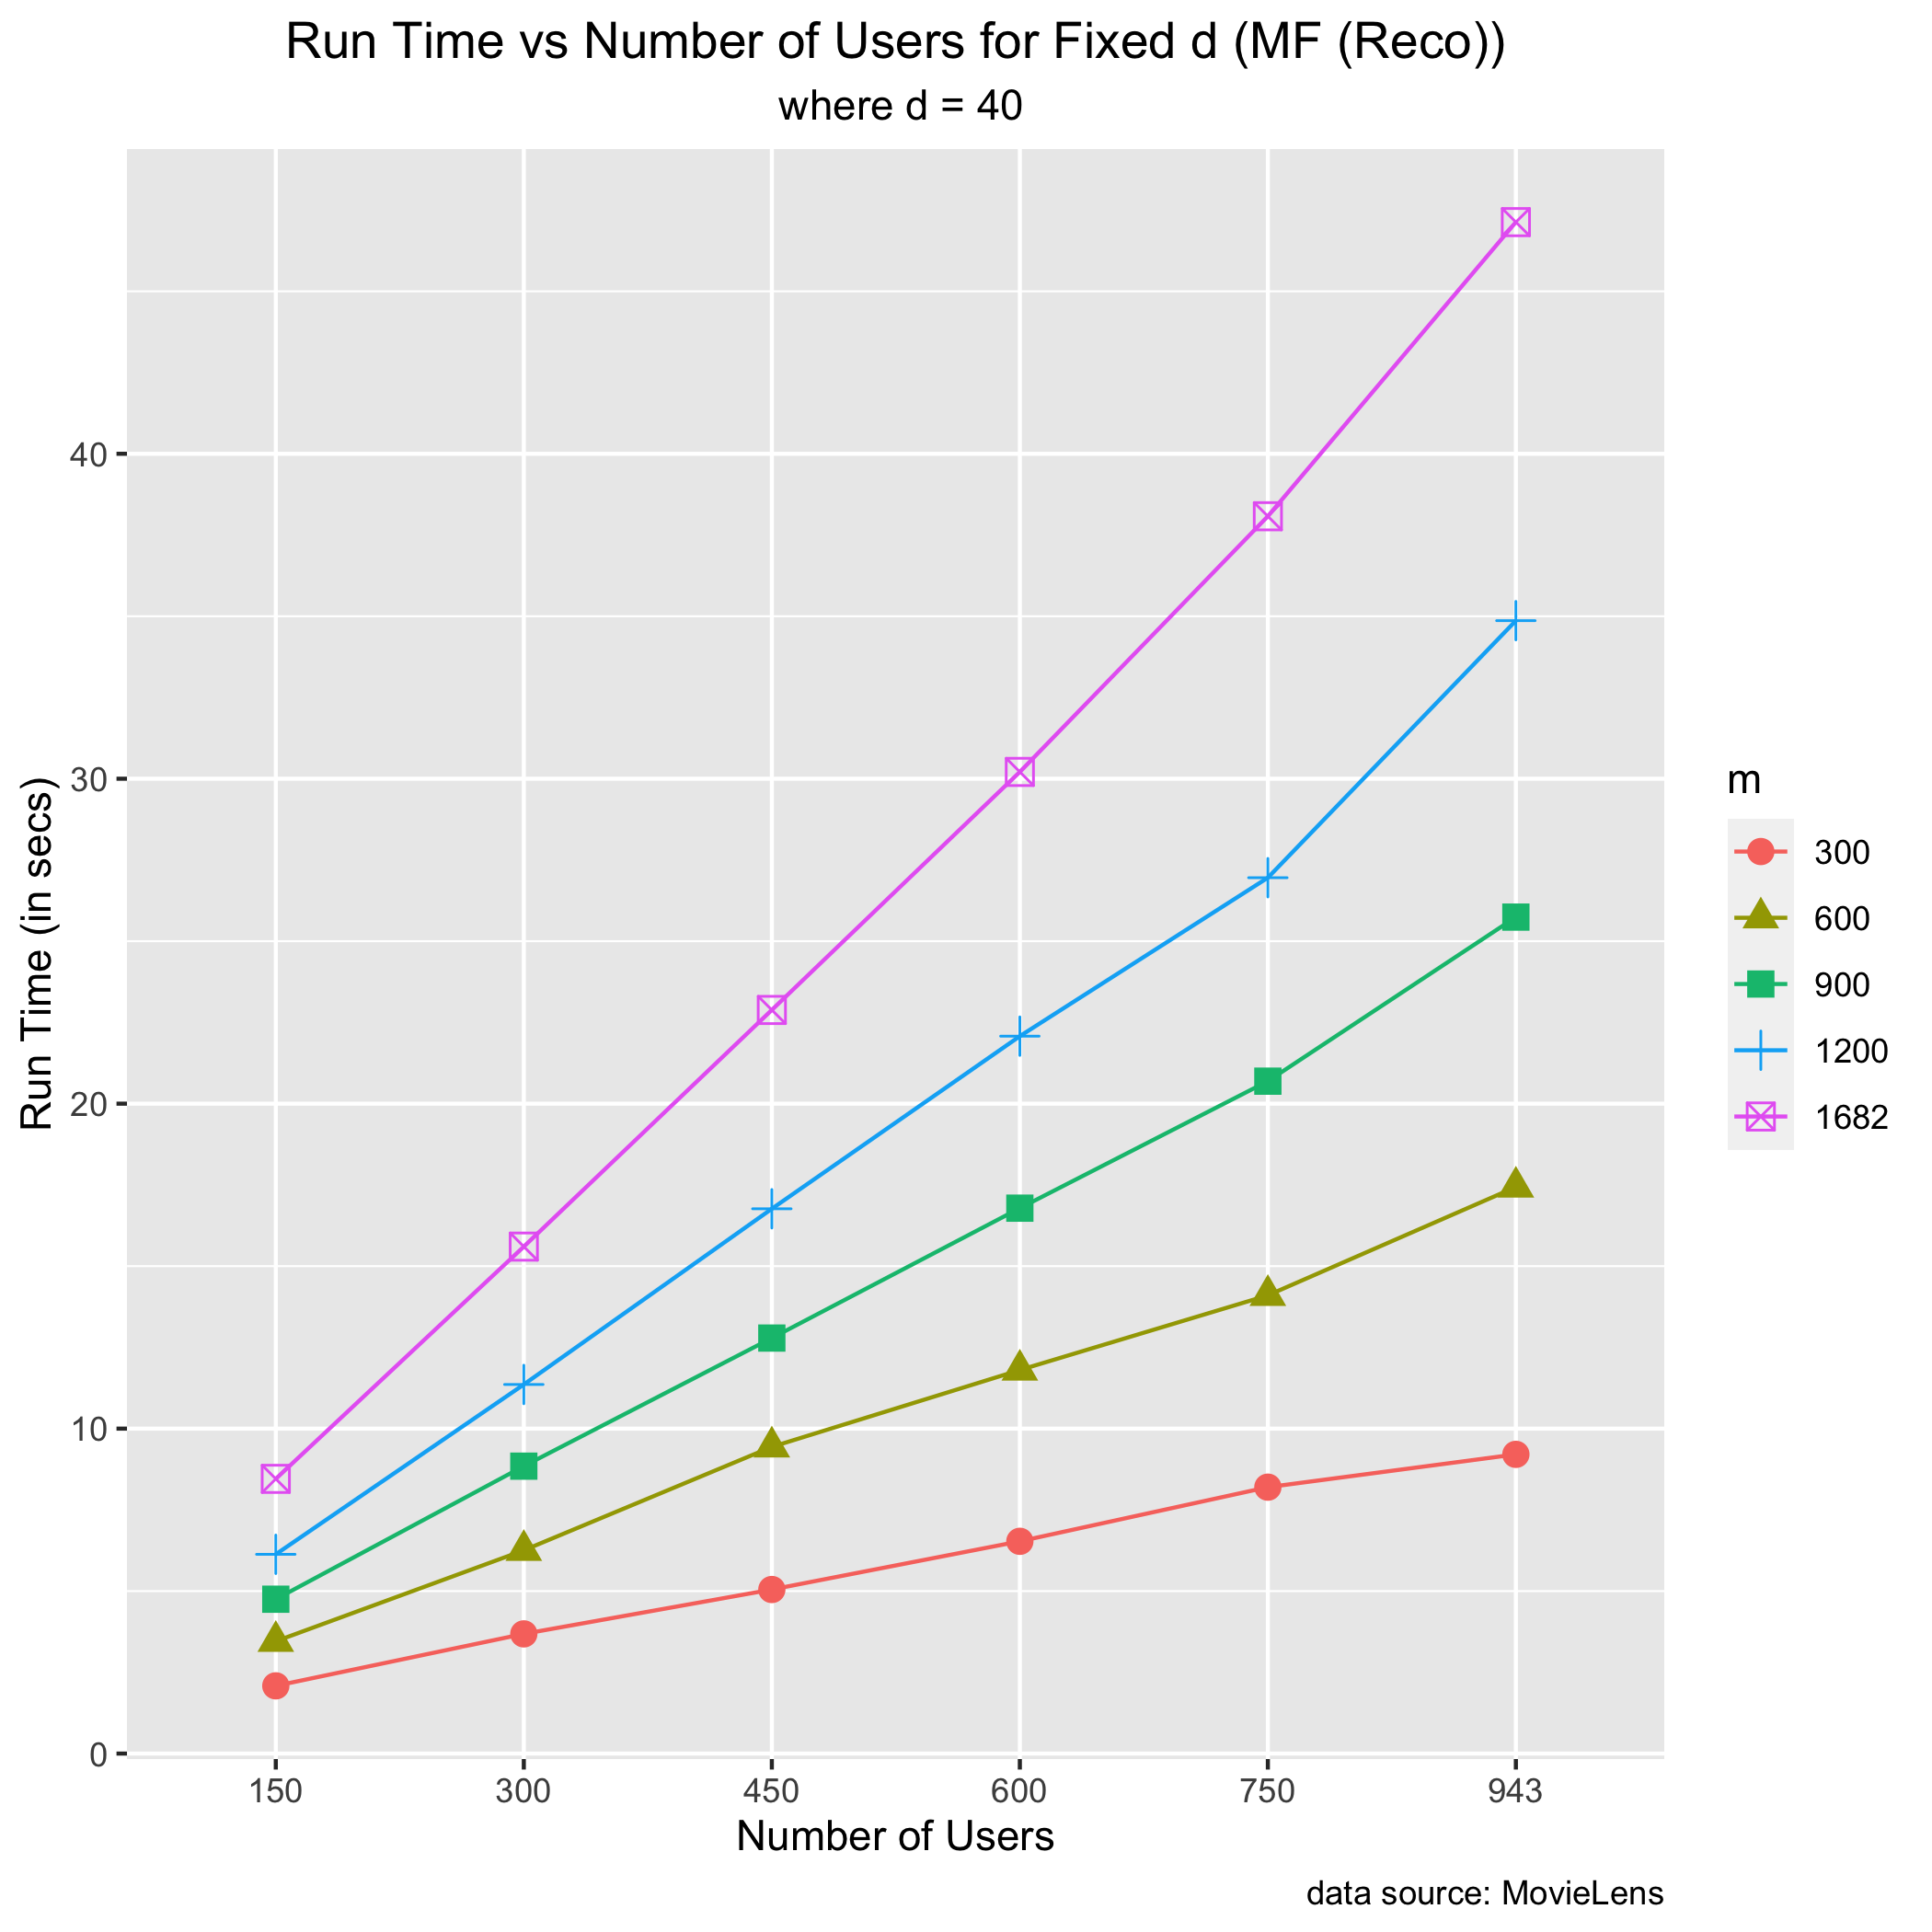 Run Time vs Number of Users for Fixed d (MF (Reco))
where d = 40
Run Time (in secs)
40
30
20
10
0
150 300 450 600 750 943
Number of Users
m
300
600
900
1200
1682
data source: MovieLens